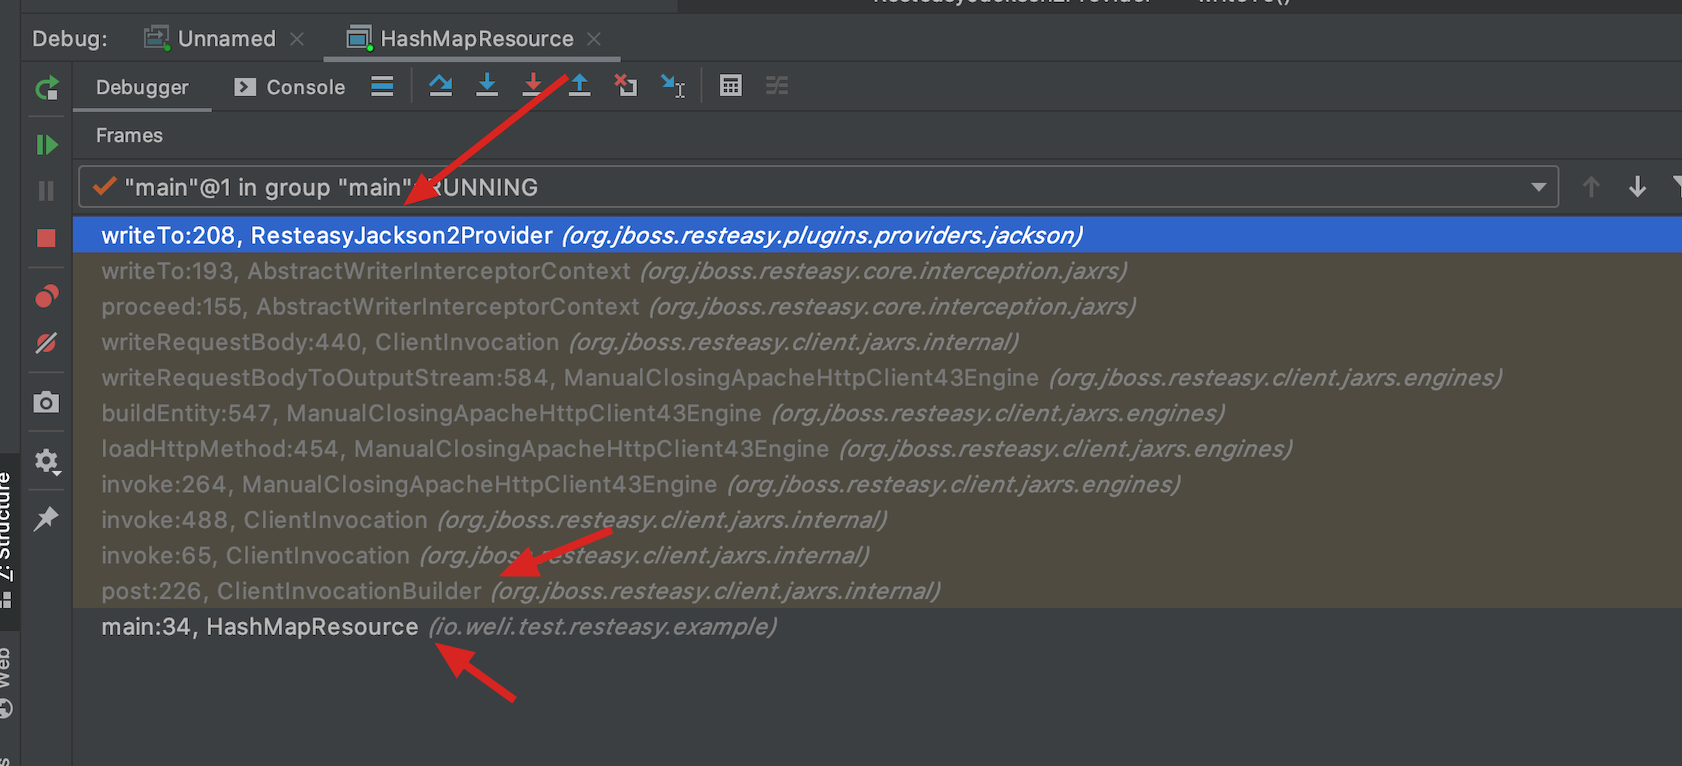 Debug: Unnamed HashMapResource
Debugger Console
Frames
"main"@1 in group "main": RUNNING
writeTo:208, ResteasyJackson2Provider (org.jboss.resteasy.plugins.providers.jackson)
writeTo:193, AbstractWriterInterceptorContext (org.jboss.resteasy.core.interception.jaxrs)
proceed:155, AbstractWriterInterceptorContext (org.jboss.resteasy.core.interception.jaxrs)
writeRequestBody:440, ClientInvocation (org.jboss.resteasy.client.jaxrs.internal)
writeRequestBodyToOutputStream:584, ManualClosingApacheHttpClient43Engine (org.jboss.resteasy.client.jaxrs.engines)
buildEntity:547, ManualClosingApacheHttpClient43Engine (org.jboss.resteasy.client.jaxrs.engines)
loadHttpMethod:454, ManualClosingApacheHttpClient43Engine (org.jboss.resteasy.client.jaxrs.engines)
invoke:264, ManualClosingApacheHttpClient43Engine (org.jboss.resteasy.client.jaxrs.engines)
invoke:488, ClientInvocation (org.jboss.resteasy.client.jaxrs.internal)
invoke:65, ClientInvocation (org.jboss.resteasy.client.jaxrs.internal)
post:226, ClientInvocationBuilder (org.jboss.resteasy.client.jaxrs.internal)
main:34, HashMapResource (io.weli.test.resteasy.example)
Z: Structure
Web